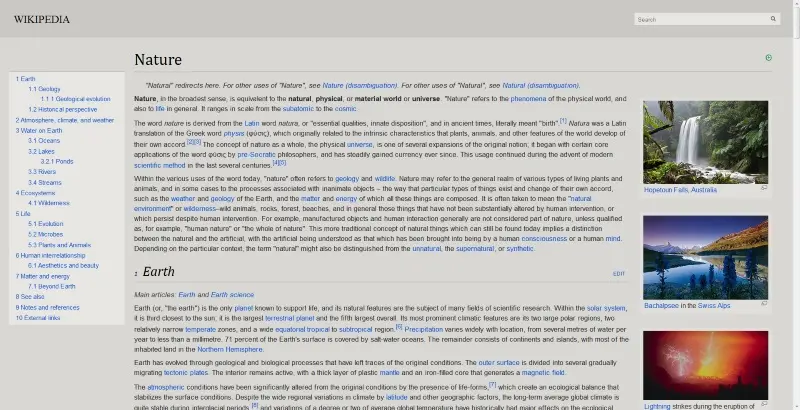 WIKIPEDIA
Search
Nature
"Natural" redirects here. For other uses of "Nature", see Nature (disambiguation). For other uses of "Natural", see Natural (disambiguation).
1 Earth
1.1 Geology
1.1.1 Geological evolution
1.2 Historical perspective
2 Atmosphere, climate, and weather
3 Water on Earth
3.1 Oceans
3.2 Lakes
3.2.1 Ponds
3.3 Rivers
3.4 Streams
4 Ecosystems
4.1 Wilderness
5 Life
5.1 Evolution
5.2 Microbes
5.3 Plants and Animals
6 Human interrelationship
6.1 Aesthetics and beauty
7 Matter and energy
7.1 Beyond Earth
8 See also
9 Notes and references
10 External links
Nature, in the broadest sense, is equivalent to the natural, physical, or material world or universe. "Nature" refers to the phenomena of the physical world, and
also to life in general. It ranges in scale from the subatomic to the cosmic.
The word nature is derived from the Latin word natura, or "essential qualities, innate disposition", and in ancient times, literally meant "birth".[1] Natura was a Latin
translation of the Greek word physis (φύσις), which originally related to the intrinsic characteristics that plants, animals, and other features of the world develop of
their own accord.[2][3] The concept of nature as a whole, the physical universe, is one of several expansions of the original notion; it began with certain core
applications of the word φύσις by pre-Socratic philosophers, and has steadily gained currency ever since. This usage continued during the advent of modern
scientific method in the last several centuries.[4][5]
Within the various uses of the word today, "nature" often refers to geology and wildlife. Nature may refer to the general realm of various types of living plants and
animals, and in some cases to the processes associated with inanimate objects – the way that particular types of things exist and change of their own accord,
such as the weather and geology of the Earth, and the matter and energy of which all these things are composed. It is often taken to mean the "natural
environment" or wilderness–wild animals, rocks, forest, beaches, and in general those things that have not been substantially altered by human intervention, or
which persist despite human intervention. For example, manufactured objects and human interaction generally are not considered part of nature, unless qualified
as, for example, "human nature" or "the whole of nature". This more traditional concept of natural things which can still be found today implies a distinction
between the natural and the artificial, with the artificial being understood as that which has been brought into being by a human consciousness or a human mind.
Depending on the particular context, the term "natural" might also be distinguished from the unnatural, the supernatural, or synthetic.
Hopetoun Falls, Australia
Bachalpsee in the Swiss Alps
Lightning strikes during the eruption of
1 Earth
EDIT
Main articles: Earth and Earth science
Earth (or, "the earth") is the only planet known to support life, and its natural features are the subject of many fields of scientific research. Within the solar system,
it is third closest to the sun; it is the largest terrestrial planet and the fifth largest overall. Its most prominent climatic features are its two large polar regions, two
relatively narrow temperate zones, and a wide equatorial tropical to subtropical region.[6] Precipitation varies widely with location, from several metres of water per
year to less than a millimetre. 71 percent of the Earth's surface is covered by salt-water oceans. The remainder consists of continents and islands, with most of the
inhabited land in the Northern Hemisphere.
Earth has evolved through geological and biological processes that have left traces of the original conditions. The outer surface is divided into several gradually
migrating tectonic plates. The interior remains active, with a thick layer of plastic mantle and an iron-filled core that generates a magnetic field.
The atmospheric conditions have been significantly altered from the original conditions by the presence of life-forms,[7] which create an ecological balance that
stabilizes the surface conditions. Despite the wide regional variations in climate by latitude and other geographic factors, the long-term average global climate is
quite stable during interglacial periods,[8] and variations of a degree or two of average global temperature have historically had major effects on the ecological